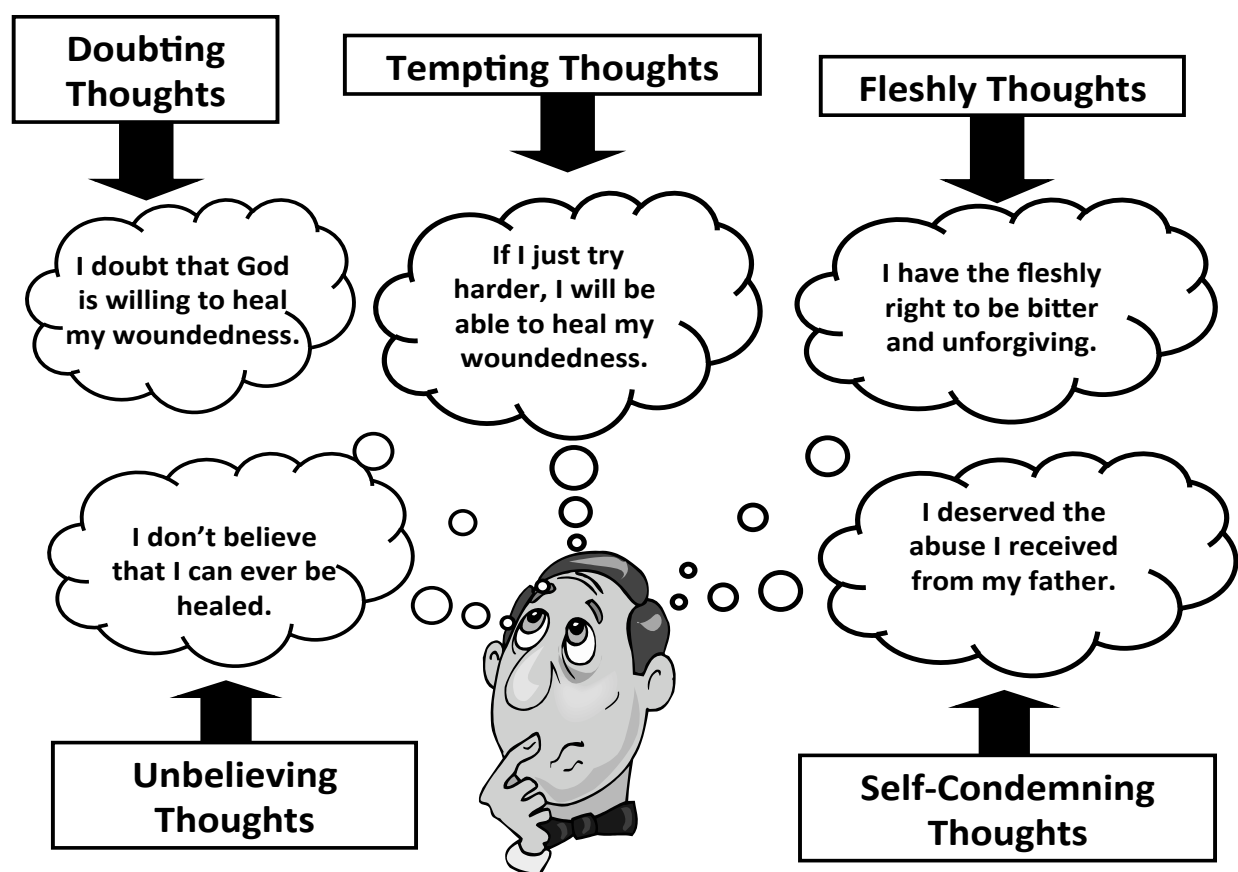 Doubting
Thoughts
Tempting Thoughts
Fleshly Thoughts
I doubt that God
is willing to heal
my woundedness.
If I just try
harder, I will be
able to heal my
woundedness.
I have the fleshly
right to be bitter
and unforgiving.
I don’t believe
that I can ever be
healed.
I deserved the
abuse I received
from my father.
Unbelieving
Thoughts
Self-Condemning
Thoughts